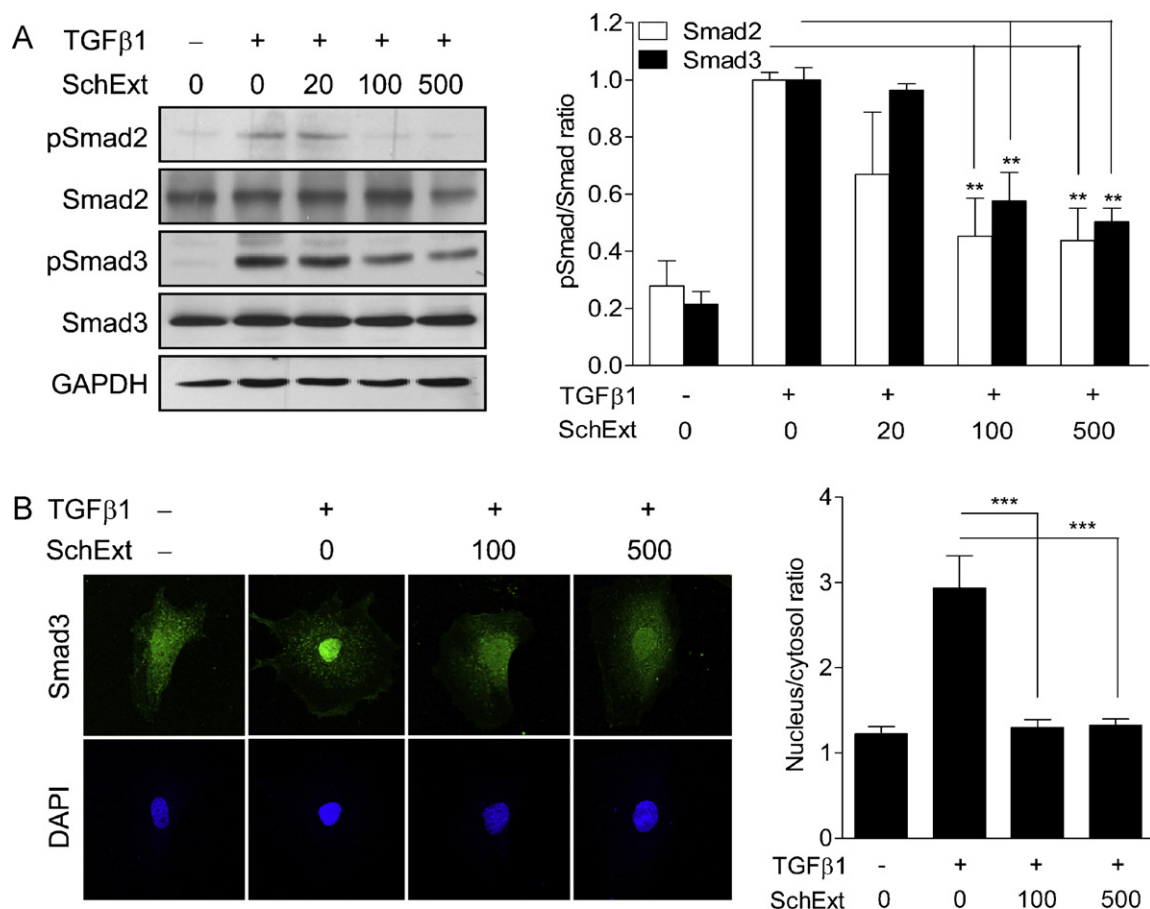 A
TGFβ1 – + + + +
SchExt 0 0 20 100 500
pSmad2
Smad2
pSmad3
Smad3
GAPDH
1.2
1.0
0.8
0.6
0.4
0.2
0.0
pSmad/Smad ratio
Smad2
Smad3
** **
** **
TGFβ1 - + + + +
SchExt 0 0 20 100 500
B
TGFβ1 – + + +
SchExt – 0 100 500
Smad3
DAPI
4
3
2
1
0
Nucleus/cytosol ratio
***
***
TGFβ1 - + + +
SchExt 0 0 100 500